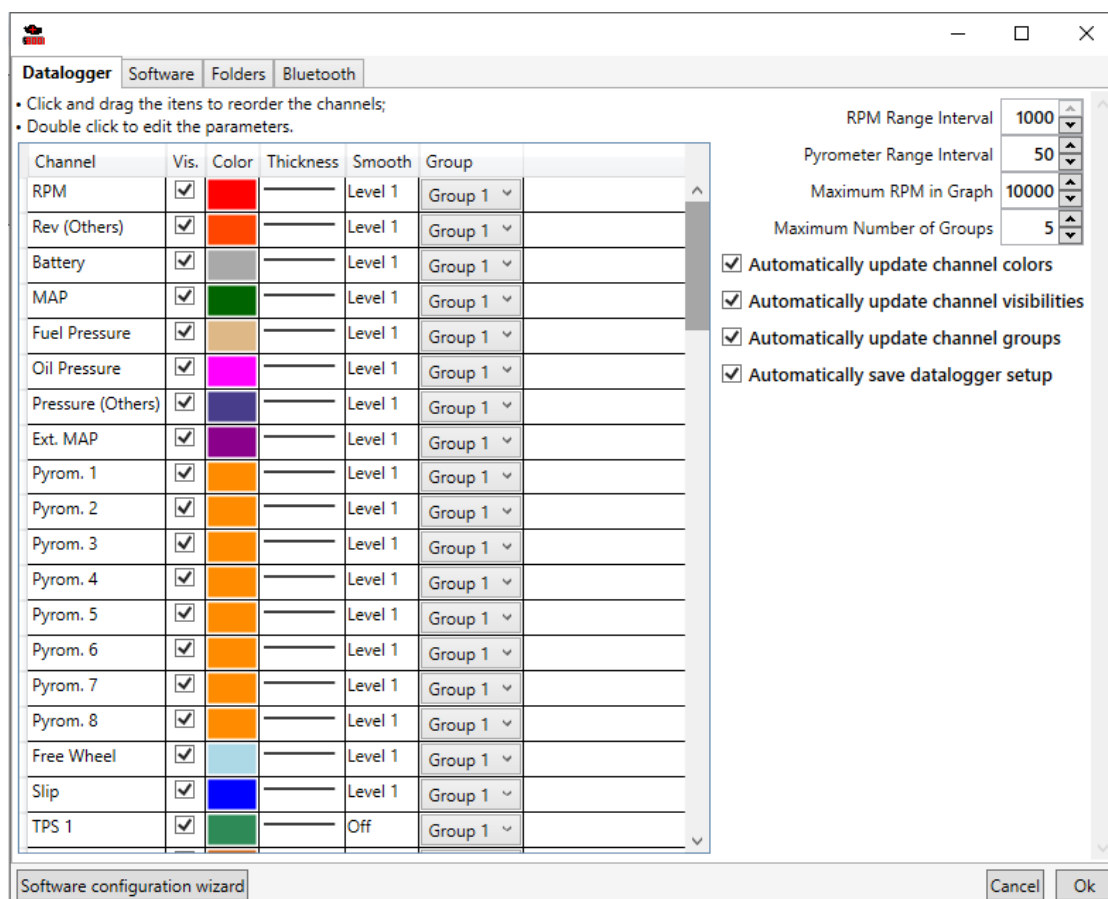 Datalogger Software Folders Bluetooth
• Click and drag the itens to reorder the channels;
• Double click to edit the parameters.
Channel Vis. Color Thickness Smooth Group
RPM Level 1 Group 1
Rev (Others) Level 1 Group 1
Battery Level 1 Group 1
MAP Level 1 Group 1
Fuel Pressure Level 1 Group 1
Oil Pressure Level 1 Group 1
Pressure (Others) Level 1 Group 1
Ext. MAP Level 1 Group 1
Pyrom. 1 Level 1 Group 1
Pyrom. 2 Level 1 Group 1
Pyrom. 3 Level 1 Group 1
Pyrom. 4 Level 1 Group 1
Pyrom. 5 Level 1 Group 1
Pyrom. 6 Level 1 Group 1
Pyrom. 7 Level 1 Group 1
Pyrom. 8 Level 1 Group 1
Free Wheel Level 1 Group 1
Slip Level 1 Group 1
TPS 1 Off Group 1
RPM Range Interval 1000
Pyrometer Range Interval 50
Maximum RPM in Graph 10000
Maximum Number of Groups 5
Automatically update channel colors
Automatically update channel visibilities
Automatically update channel groups
Automatically save datalogger setup
Software configuration wizard Cancel Ok